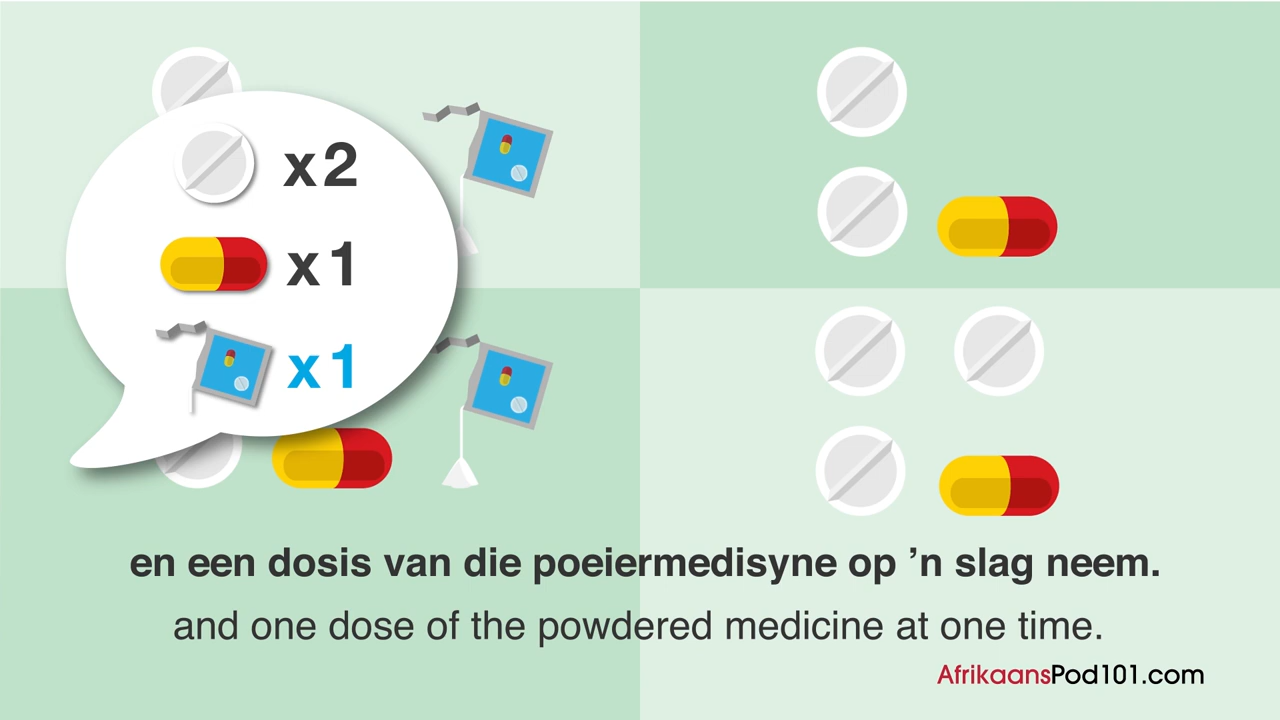 x2
x1
x1
en een dosis van die poeiermedisyne op ’n slag neem.
and one dose of the powdered medicine at one time.
AfrikaansPod101.com